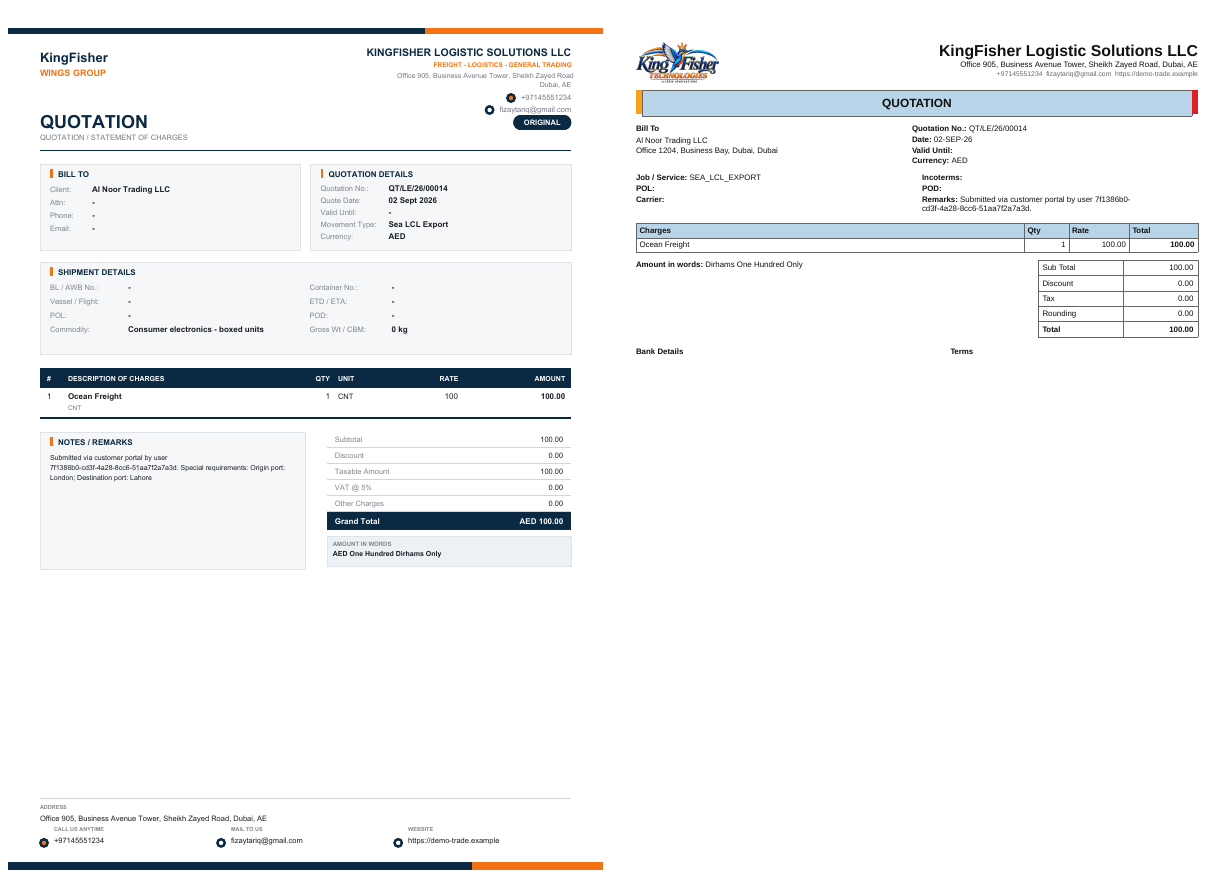 KingFisher
WINGS GROUP
KINGFISHER LOGISTIC SOLUTIONS LLC
FREIGHT - LOGISTICS - GENERAL TRADING
Office 905, Business Avenue Tower, Sheikh Zayed Road
Dubai, AE
+97145551234
fizaytariq@gmail.com
QUOTATION
ORIGINAL
QUOTATION / STATEMENT OF CHARGES
BILL TO
Client: Al Noor Trading LLC
Attn: -
Phone: -
Email: -
QUOTATION DETAILS
Quotation No.: QT/LE/26/00014
Quote Date: 02 Sept 2026
Valid Until: -
Movement Type: Sea LCL Export
Currency: AED
SHIPMENT DETAILS
BL / AWB No.: - Container No.: -
Vessel / Flight: - ETD / ETA: -
POL: - POD: -
Commodity: Consumer electronics - boxed units Gross Wt / CBM: 0 kg
# DESCRIPTION OF CHARGES QTY UNIT RATE AMOUNT
1 Ocean Freight 1 CNT 100 100.00
CNT
NOTES / REMARKS
Submitted via customer portal by user
7f1386b0-cd3f-4a28-8cc6-51aa7f2a7a3d. Special requirements: Origin port:
London; Destination port: Lahore
Subtotal 100.00
Discount 0.00
Taxable Amount 100.00
VAT @ 5% 0.00
Other Charges 0.00
Grand Total AED 100.00
AMOUNT IN WORDS
AED One Hundred Dirhams Only
ADDRESS
Office 905, Business Avenue Tower, Sheikh Zayed Road, Dubai, AE
CALL US ANYTIME MAIL TO US WEBSITE
+97145551234 fizaytariq@gmail.com https://demo-trade.example
King Fisher
TECHNOLOGIES
KingFisher Logistic Solutions LLC
Office 905, Business Avenue Tower, Sheikh Zayed Road, Dubai, AE
+97145551234 fizaytariq@gmail.com https://demo-trade.example
QUOTATION
Bill To
Al Noor Trading LLC
Office 1204, Business Bay, Dubai, Dubai
Quotation No.: QT/LE/26/00014
Date: 02-SEP-26
Valid Until:
Currency: AED
Job / Service: SEA_LCL_EXPORT
POL:
Carrier:
Incoterms:
POD:
Remarks: Submitted via customer portal by user 7f1386b0-
cd3f-4a28-8cc6-51aa7f2a7a3d.
Charges Qty Rate Total
Ocean Freight 1 100.00 100.00
Amount in words: Dirhams One Hundred Only
Sub Total 100.00
Discount 0.00
Tax 0.00
Rounding 0.00
Total 100.00
Bank Details Terms